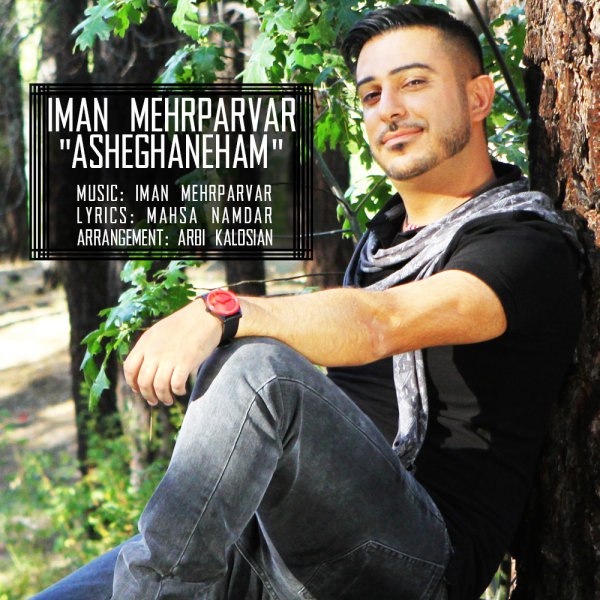 IMAN MEHRPARVAR
"ASHEGHANEHAM"
MUSIC: IMAN MEHRPARVAR
LYRICS: MAHSA NAMDAR
ARRANGEMENT: ARBI KALOSIAN